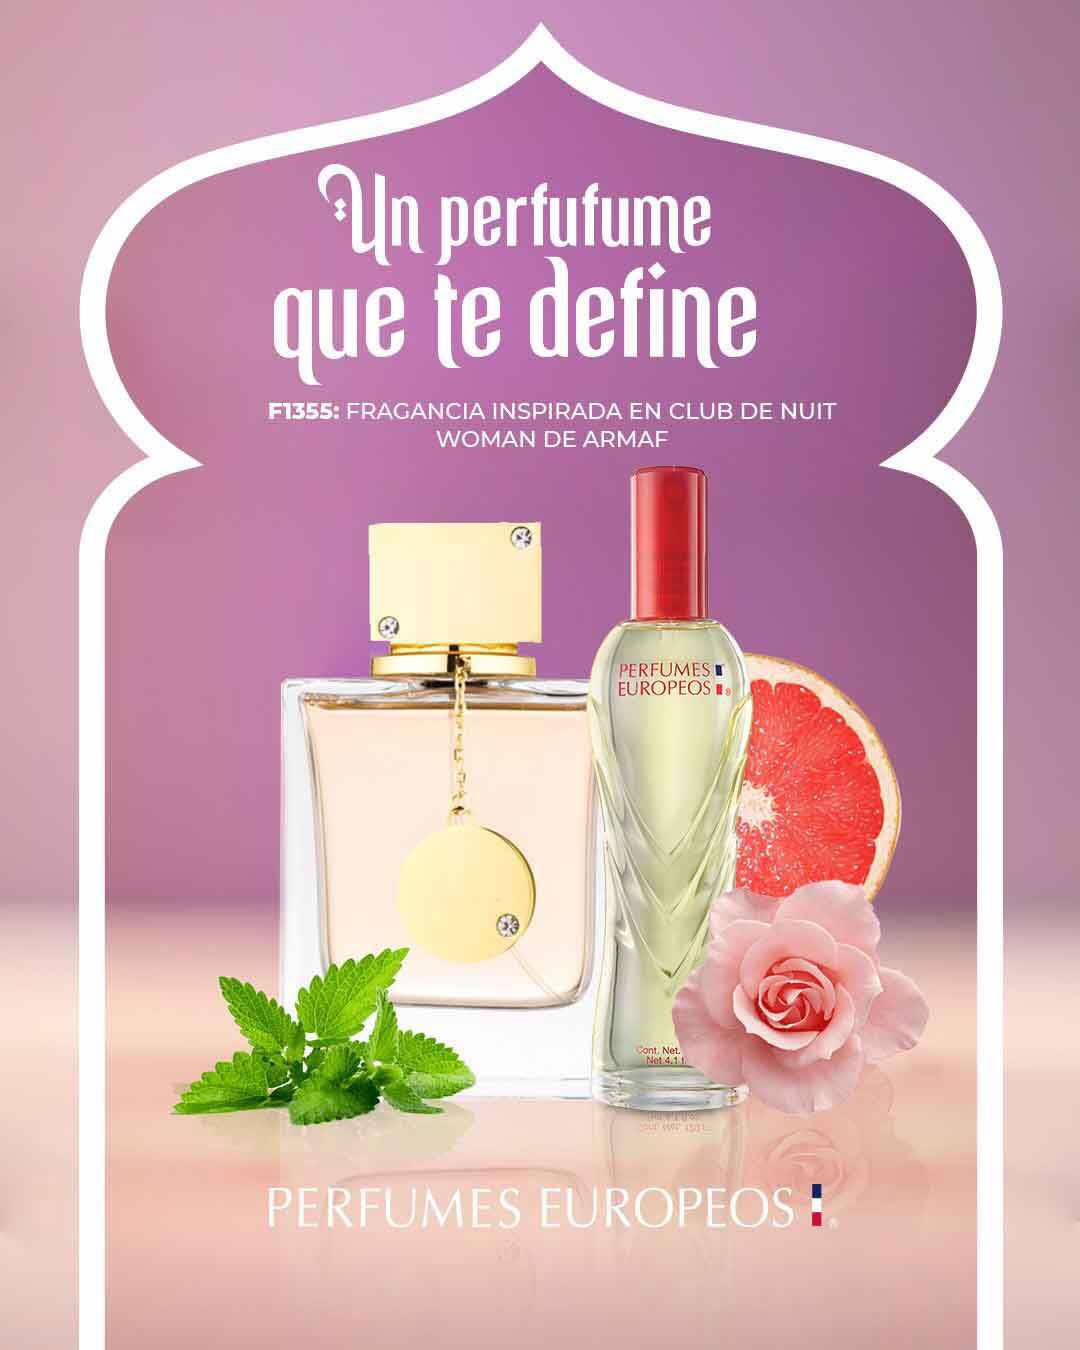 Un perfufume
que te define
F1355: FRAGANCIA INSPIRADA EN CLUB DE NUIT
WOMAN DE ARMAF
PERFUMES
EUROPEOS ®
Cont. Net.
Net 4.1 f
PERFUMES EUROPEOS ®